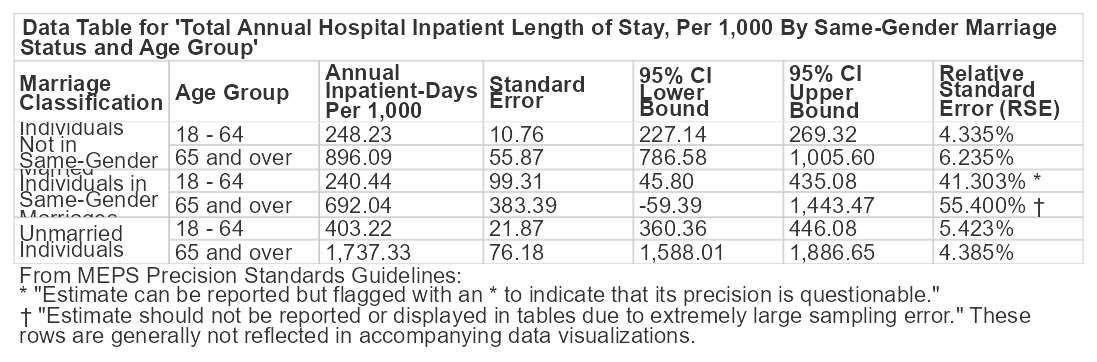 Data Table for 'Total Annual Hospital Inpatient Length of Stay, Per 1,000 By Same-Gender Marriage
Status and Age Group'
Marriage Classification Age Group Annual Inpatient-Days Per 1,000 Standard Error 95% CI Lower Bound 95% CI Upper Bound Relative Standard Error (RSE)
Individuals
Not in
Same-Gender
18 - 64 248.23 10.76 227.14 269.32 4.335%
65 and over 896.09 55.87 786.58 1,005.60 6.235%
Individuals in
Same-Gender
Marriages
18 - 64 240.44 99.31 45.80 435.08 41.303% *
65 and over 692.04 383.39 -59.39 1,443.47 55.400% †
Unmarried
Individuals
18 - 64 403.22 21.87 360.36 446.08 5.423%
65 and over 1,737.33 76.18 1,588.01 1,886.65 4.385%
From MEPS Precision Standards Guidelines:
* "Estimate can be reported but flagged with an * to indicate that its precision is questionable."
† "Estimate should not be reported or displayed in tables due to extremely large sampling error." These
rows are generally not reflected in accompanying data visualizations.